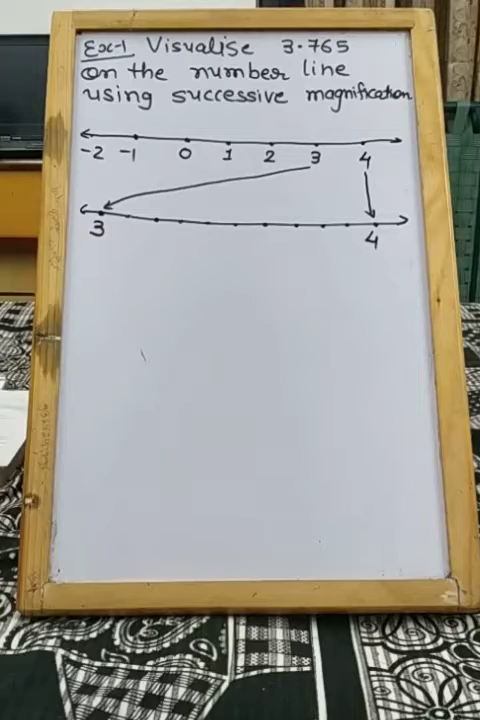 Ex-1 Visualise 3.765
on the number line
using successive magnification
-2 -1 0 1 2 3 4
3 4